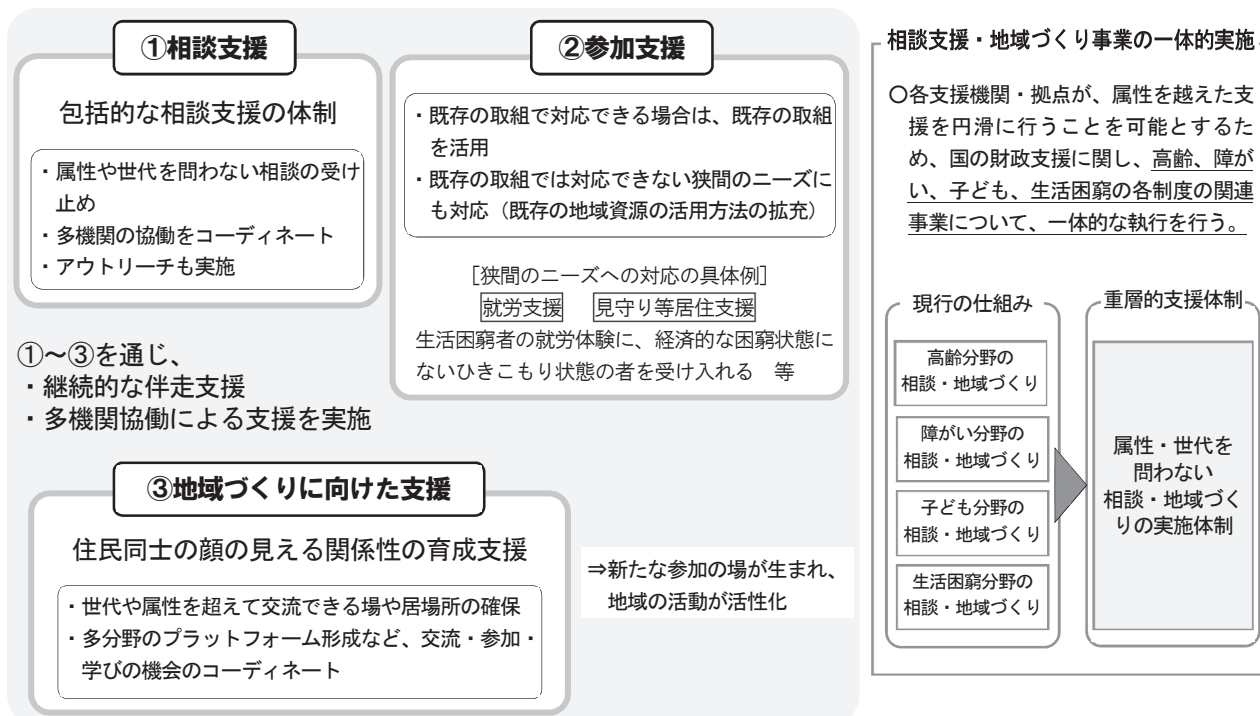 ①相談支援
包括的な相談支援の体制
・属性や世代を問わない相談の受け
止め
・多機関の協働をコーディネート
・アウトリーチも実施
②参加支援
・既存の取組で対応できる場合は、既存の取組
を活用
・既存の取組では対応できない狭間のニーズに
も対応（既存の地域資源の活用方法の拡充）
［狭間のニーズへの対応の具体例］
就労支援　見守り等居住支援
生活困窮者の就労体験に、経済的な困窮状態に
ないひきこもり状態の者を受け入れる　等
①～③を通じ、
・継続的な伴走支援
・多機関協働による支援を実施
③地域づくりに向けた支援
住民同士の顔の見える関係性の育成支援
・世代や属性を超えて交流できる場や居場所の確保
・多分野のプラットフォーム形成など、交流・参加・
学びの機会のコーディネート
⇒新たな参加の場が生まれ、
地域の活動が活性化
相談支援・地域づくり事業の一体的実施
〇各支援機関・拠点が、属性を越えた支
援を円滑に行うことを可能とするた
め、国の財政支援に関し、高齢、障が
い、子ども、生活困窮の各制度の関連
事業について、一体的な執行を行う。
現行の仕組み
高齢分野の
相談・地域づくり
障がい分野の
相談・地域づくり
子ども分野の
相談・地域づくり
生活困窮分野の
相談・地域づくり
重層的支援体制
属性・世代を
問わない
相談・地域づく
りの実施体制